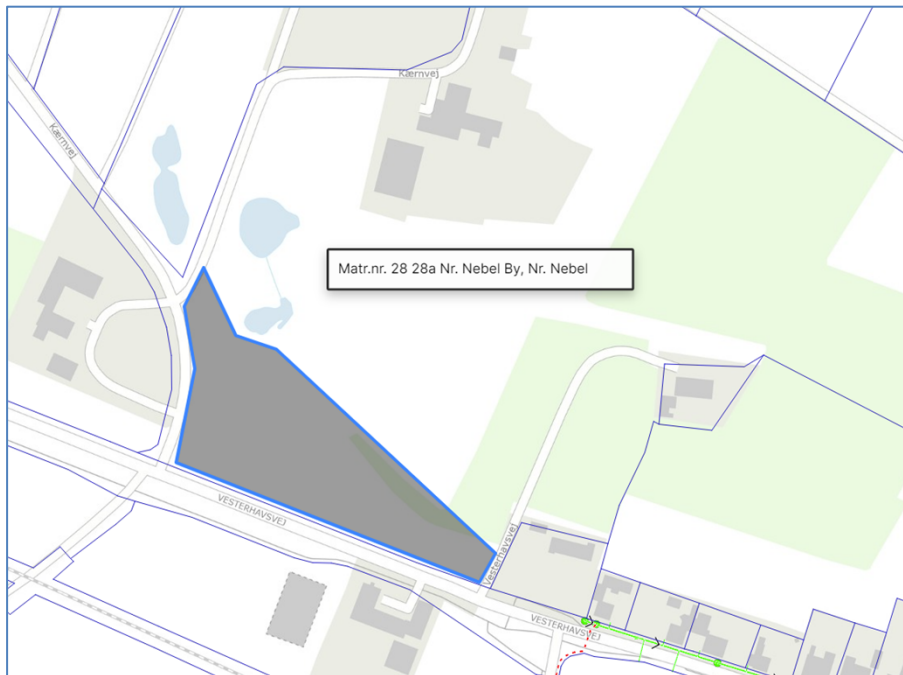 Kærnvej
Kærnvej
Matr.nr. 28 28a Nr. Nebel By, Nr. Nebel
VESTERHAVSVEJ
Vesterhavsvej
VESTERHAVSVEJ